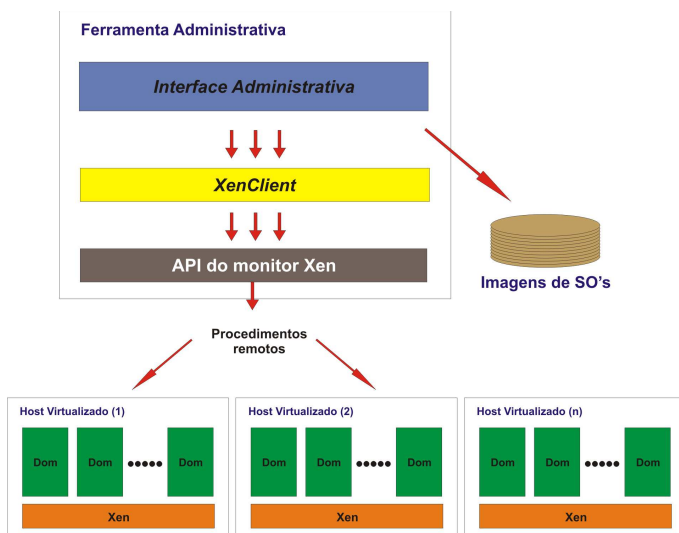 Ferramenta Administrativa
Interface Administrativa
XenClient
API do monitor Xen
Imagens de SO's
Procedimentos
remotos
Host Virtualizado (1)
Dom Dom Dom
Xen
Host Virtualizado (2)
Dom Dom Dom
Xen
Host Virtualizado (n)
Dom Dom Dom
Xen